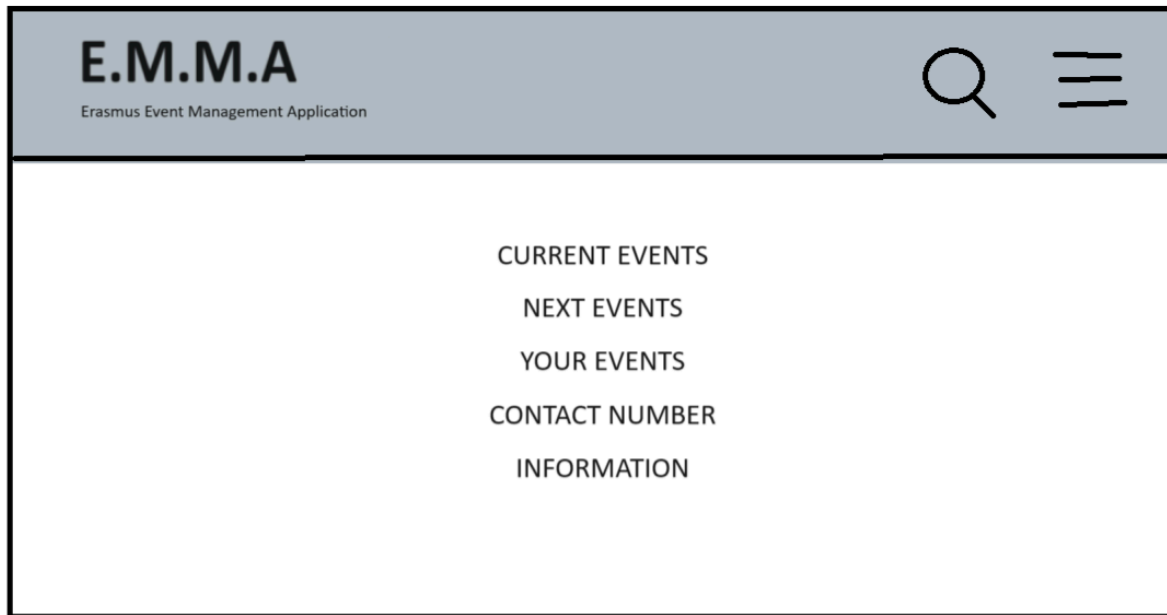 E.M.M.A
Erasmus Event Management Application
CURRENT EVENTS
NEXT EVENTS
YOUR EVENTS
CONTACT NUMBER
INFORMATION